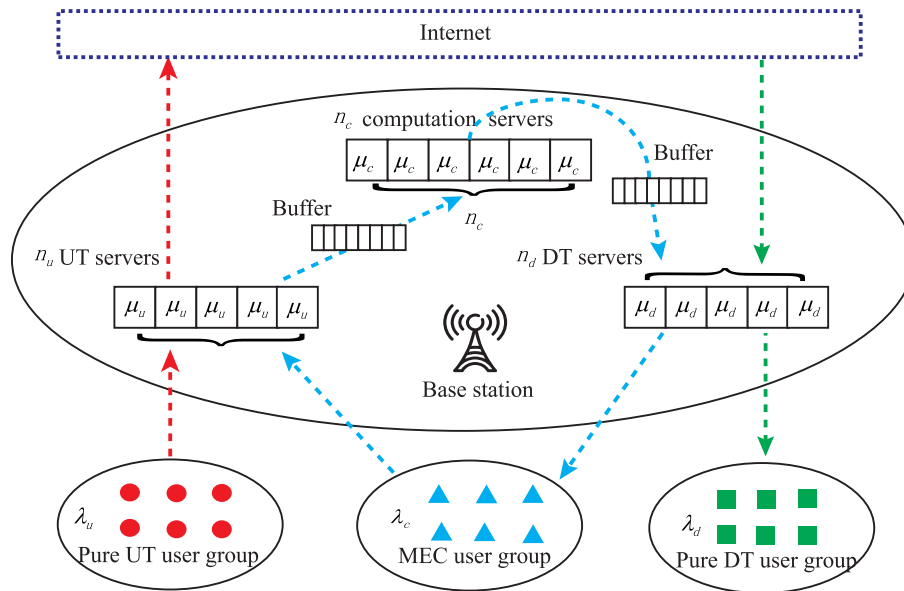 Internet
n_c computation servers
μ_c μ_c μ_c μ_c μ_c μ_c
Buffer
n_c
Buffer
n_u UT servers
n_d DT servers
μ_u μ_u μ_u μ_u μ_u
μ_d μ_d μ_d μ_d μ_d
Base station
λ_u
Pure UT user group
λ_c
MEC user group
λ_d
Pure DT user group